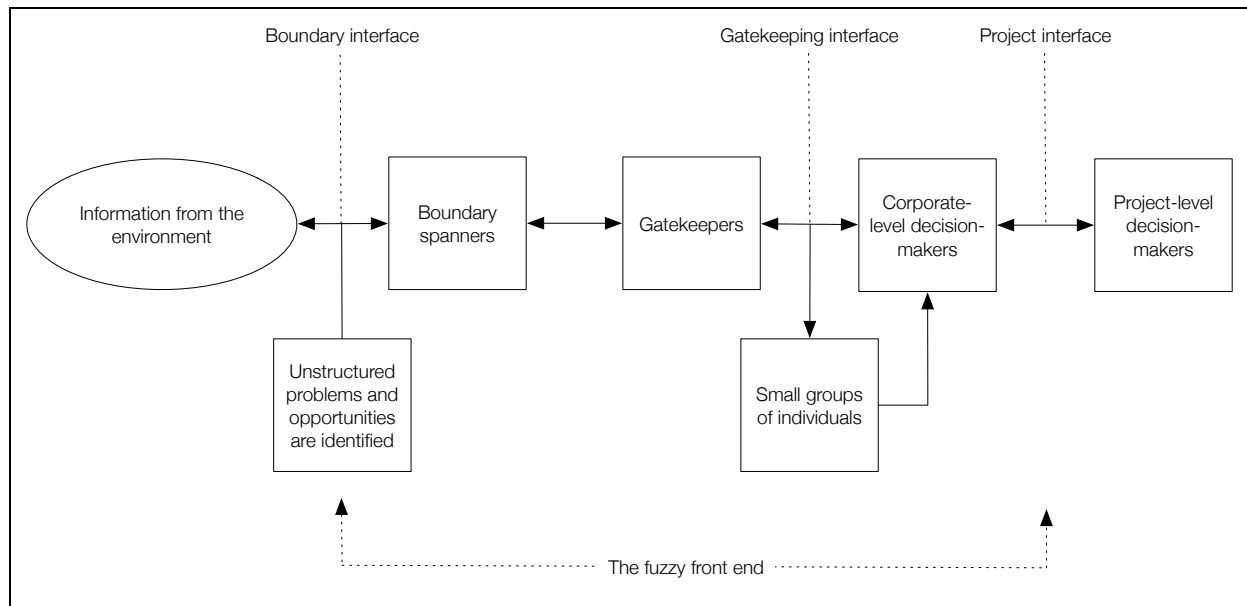 Boundary interface
Gatekeeping interface
Project interface
Information from the
environment
Boundary
spanners
Gatekeepers
Corporate-
level decision-
makers
Project-level
decision-
makers
Unstructured
problems and
opportunities
are identified
Small groups
of individuals
The fuzzy front end